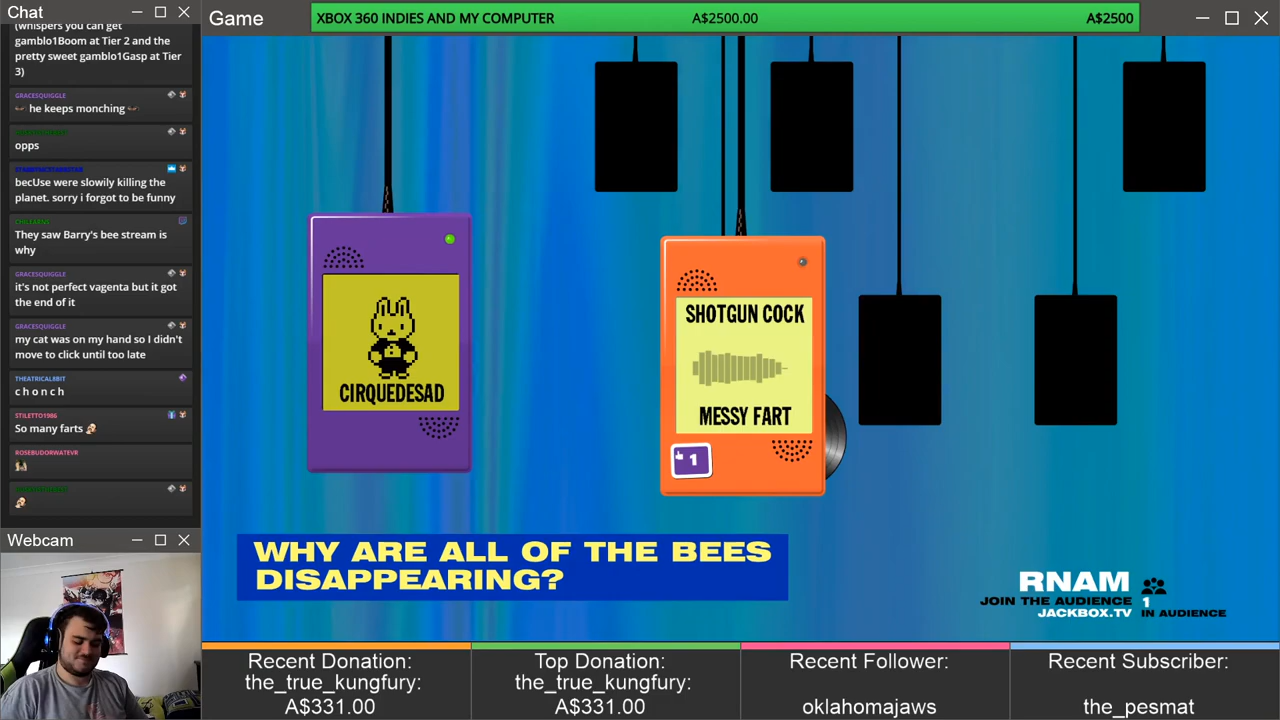 Chat
(whispers you can get
gamblo1Boom at Tier 2 and the
pretty sweet gamblo1Gasp at Tier
3)
GRACESQUIGGLE
he keeps monching
opps
becUse were slowily killing the
planet. sorry i forgot to be funny
They saw Barry's bee stream is
why
GRACESQUIGGLE
it's not perfect vagenta but it got
the end of it
GRACESQUIGGLE
my cat was on my hand so I didn't
move to click until too late
THEATRICAL8BIT
c h o n c h
STILETTO1986
So many farts
ROSEBUDORWATEVR
Webcam
Game
XBOX 360 INDIES AND MY COMPUTER
A$2500.00
A$2500
CIRQUEDESAD
SHOTGUN COCK
MESSY FART
1
WHY ARE ALL OF THE BEES
DISAPPEARING?
RNAM
JOIN THE AUDIENCE
JACKBOX.TV
1
IN AUDIENCE
Recent Donation:
the_true_kungfury:
A$331.00
Top Donation:
the_true_kungfury:
A$331.00
Recent Follower:
oklahomajaws
Recent Subscriber:
the_pesmat